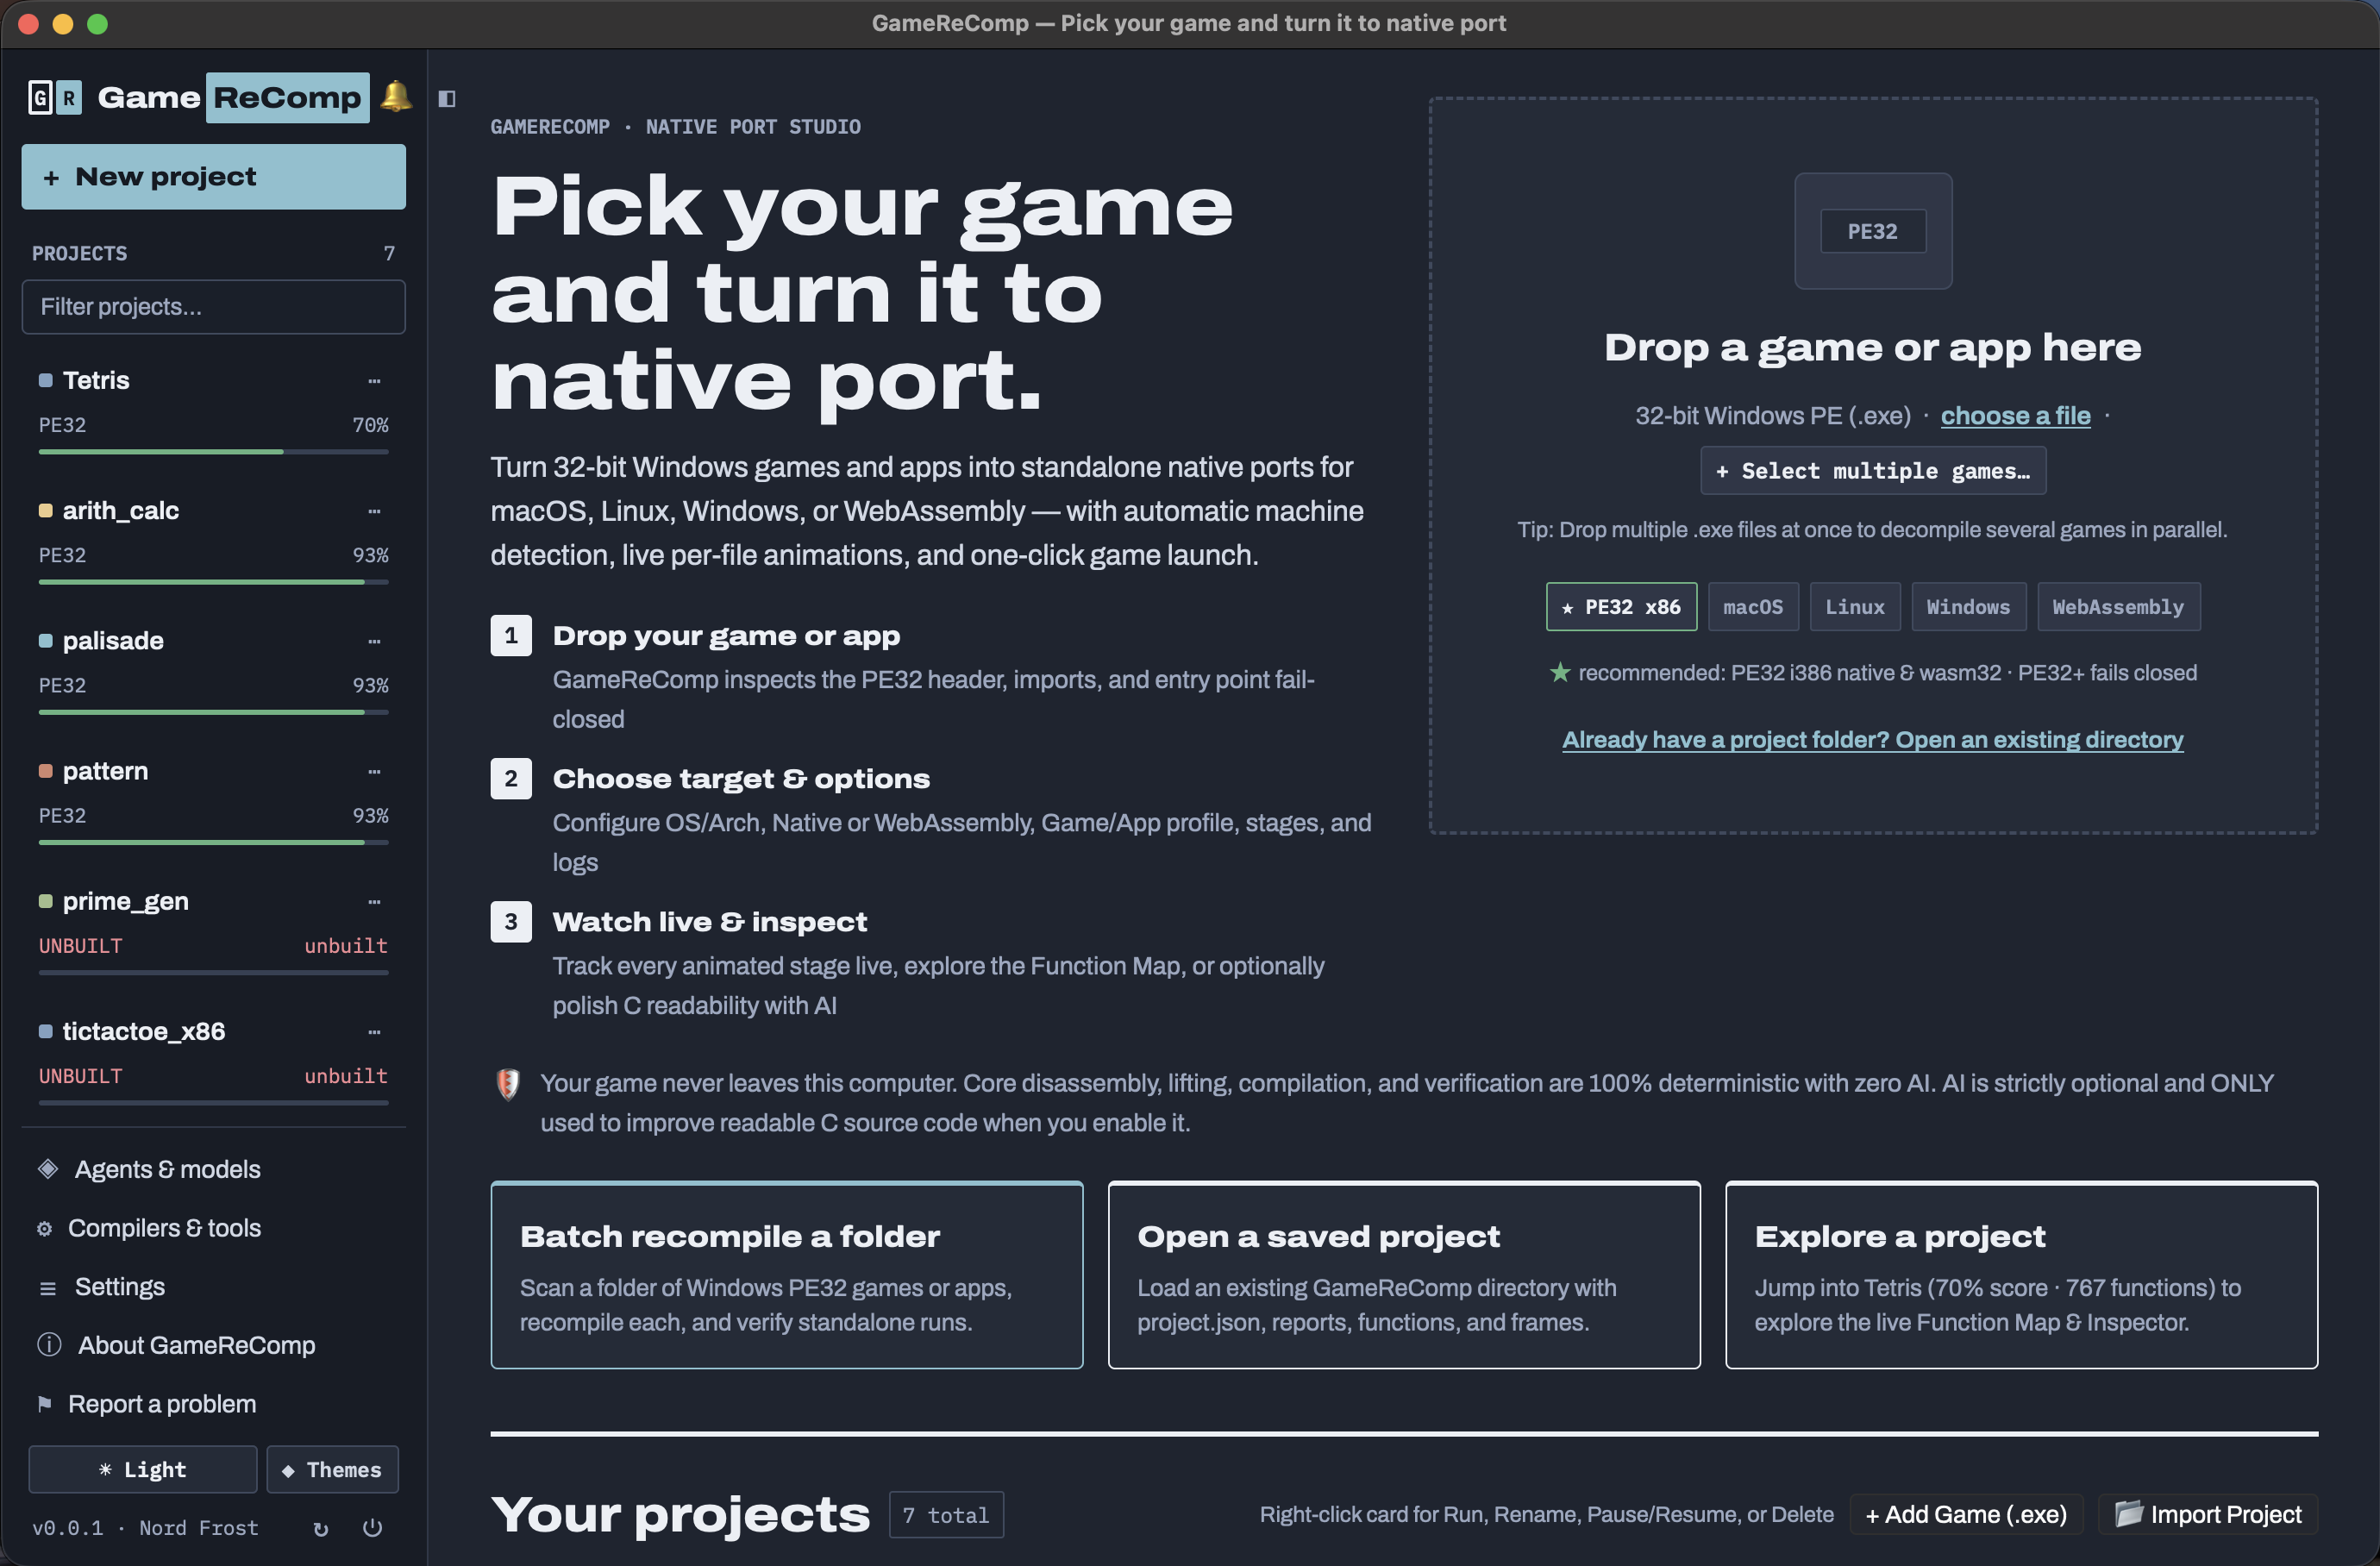 GameReComp — Pick your game and turn it to native port
GR Game ReComp
+ New project
PROJECTS 7
Filter projects...
Tetris
PE32 70%
arith_calc
PE32 93%
palisade
PE32 93%
pattern
PE32 93%
prime_gen
UNBUILT unbuilt
tictactoe_x86
UNBUILT unbuilt
Agents & models
Compilers & tools
Settings
About GameReComp
Report a problem
Light
Themes
v0.0.1 · Nord Frost
GAMERECOMP · NATIVE PORT STUDIO
Pick your game
and turn it to
native port.
Turn 32-bit Windows games and apps into standalone native ports for
macOS, Linux, Windows, or WebAssembly — with automatic machine
detection, live per-file animations, and one-click game launch.
1 Drop your game or app
GameReComp inspects the PE32 header, imports, and entry point fail-
closed
2 Choose target & options
Configure OS/Arch, Native or WebAssembly, Game/App profile, stages, and
logs
3 Watch live & inspect
Track every animated stage live, explore the Function Map, or optionally
polish C readability with AI
PE32
Drop a game or app here
32-bit Windows PE (.exe) · choose a file ·
+ Select multiple games…
Tip: Drop multiple .exe files at once to decompile several games in parallel.
★ PE32 x86 macOS Linux Windows WebAssembly
★ recommended: PE32 i386 native & wasm32 · PE32+ fails closed
Already have a project folder? Open an existing directory
Your game never leaves this computer. Core disassembly, lifting, compilation, and verification are 100% deterministic with zero AI. AI is strictly optional and ONLY
used to improve readable C source code when you enable it.
Batch recompile a folder
Scan a folder of Windows PE32 games or apps,
recompile each, and verify standalone runs.
Open a saved project
Load an existing GameReComp directory with
project.json, reports, functions, and frames.
Explore a project
Jump into Tetris (70% score · 767 functions) to
explore the live Function Map & Inspector.
Your projects 7 total
Right-click card for Run, Rename, Pause/Resume, or Delete
+ Add Game (.exe)
Import Project